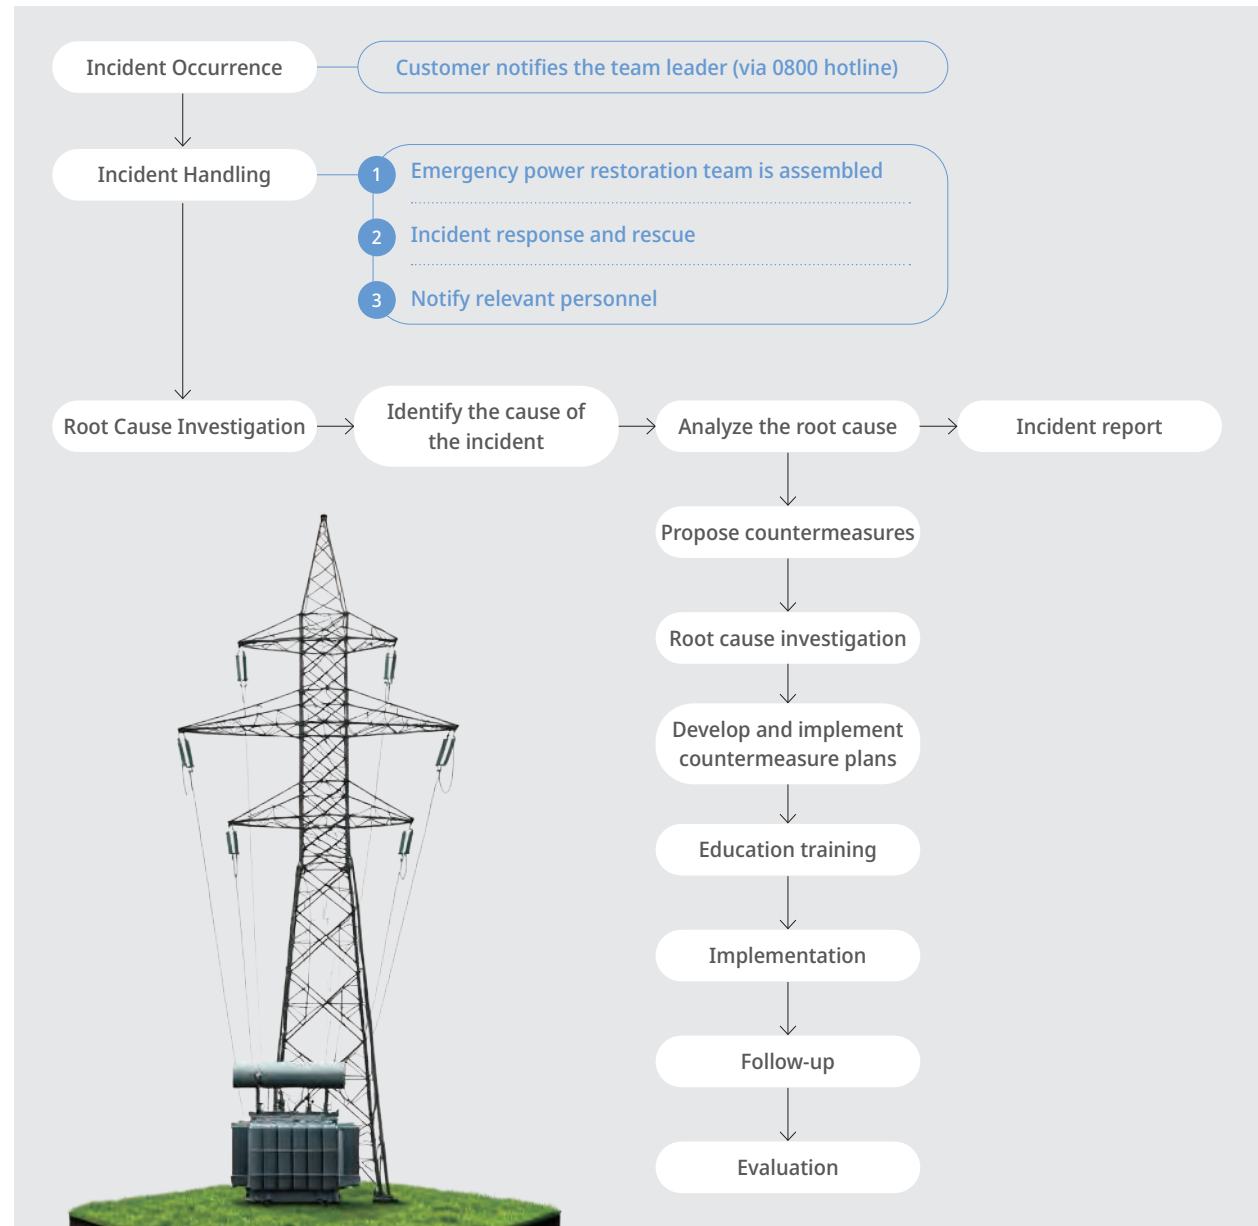 Incident Occurrence
Customer notifies the team leader (via 0800 hotline)
Incident Handling
1 Emergency power restoration team is assembled
2 Incident response and rescue
3 Notify relevant personnel
Root Cause Investigation
Identify the cause of
the incident
Analyze the root cause
Incident report
Propose countermeasures
Root cause investigation
Develop and implement
countermeasure plans
Education training
Implementation
Follow-up
Evaluation